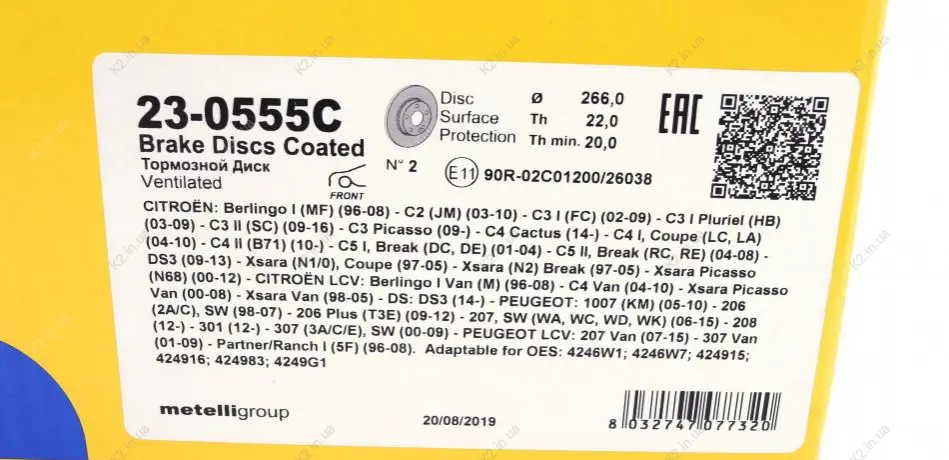 23-0555C
Brake Discs Coated
Тормозной Диск
Ventilated
FRONT
N° 2
Disc
Surface
Protection
Ø 266,0
Th 22,0
Th min. 20,0
E11 90R-02C01200/26038
EAC
CITROËN: Berlingo I (MF) (96-08) - C2 (JM) (03-10) - C3 I (FC) (02-09) - C3 I Pluriel (HB)
(03-09) - C3 II (SC) (09-16) - C3 Picasso (09-) - C4 Cactus (14-) - C4 I, Coupe (LC, LA)
(04-10) - C4 II (B71) (10-) - C5 I, Break (DC, DE) (01-04) - C5 II, Break (RC, RE) (04-08) -
DS3 (09-13) - Xsara (N1/0), Coupe (97-05) - Xsara (N2) Break (97-05) - Xsara Picasso
(N68) (00-12) - CITROËN LCV: Berlingo I Van (M) (96-08) - C4 Van (04-10) - Xsara Picasso
Van (00-08) - Xsara Van (98-05) - DS: DS3 (14-) - PEUGEOT: 1007 (KM) (05-10) - 206
(2A/C), SW (98-07) - 206 Plus (T3E) (09-12) - 207, SW (WA, WC, WD, WK) (06-15) - 208
(12-) - 301 (12-) - 307 (3A/C/E), SW (00-09) - PEUGEOT LCV: 207 Van (07-15) - 307 Van
(01-09) - Partner/Ranch I (5F) (96-08). Adaptable for OES: 4246W1; 4246W7; 424915;
424916; 424983; 4249G1
metelligroup
20/08/2019
8 032747 077320
K2.in.ua